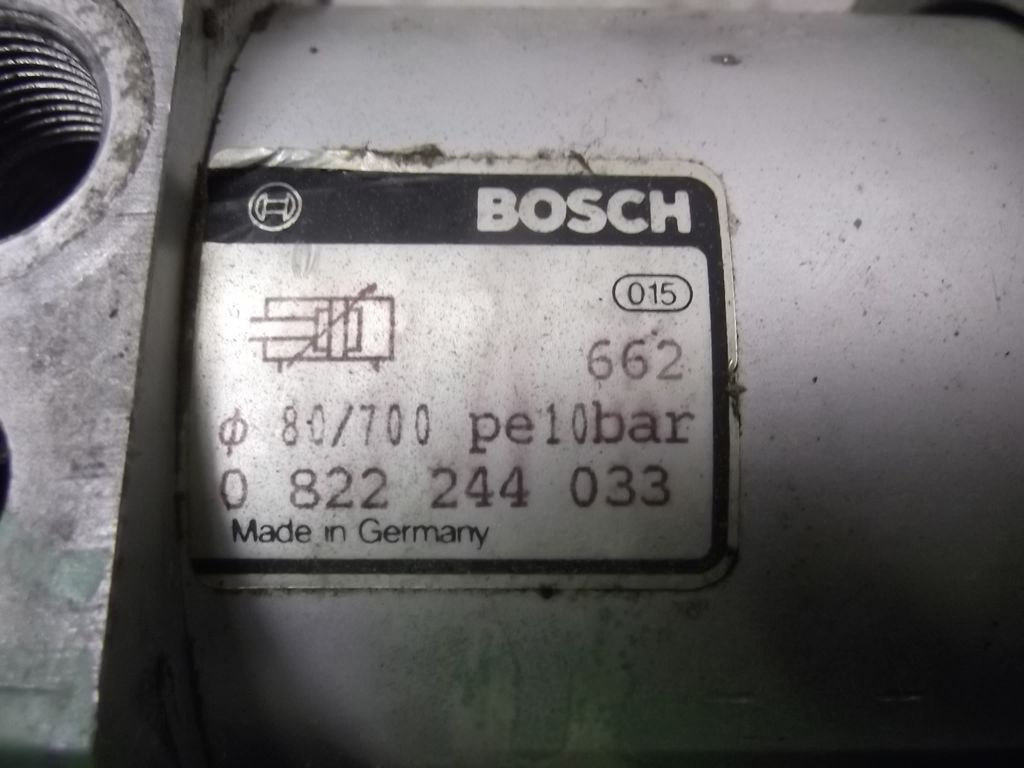 BOSCH
015
662
ϕ 80/700 pe10bar
0 822 244 033
Made in Germany